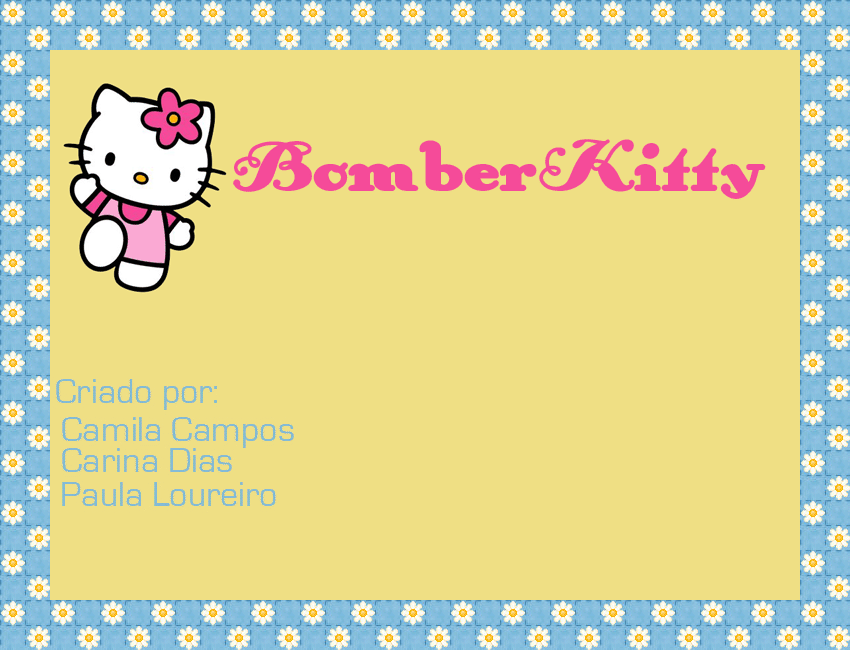 BomberKitty
Criado por:
Camila Campos
Carina Dias
Paula Loureiro